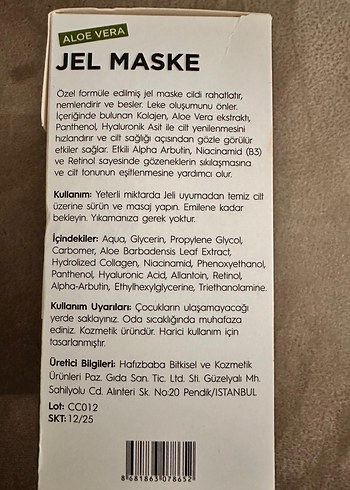 ALOE VERA
JEL MASKE
Özel formüle edilmiş jel maske cildi rahatlatır,
nemlendirir ve besler. Leke oluşumunu önler.
İçeriğinde bulunan Kolajen, Aloe Vera ekstraktı,
Panthenol, Hyaluronik Asit ile cilt yenilenmesini
hızlandırır ve cilt sağlığı açısından gözle görülür
etkiler sağlar. Etkili Alpha Arbutin, Niacinamid (B3)
ve Retinol sayesinde gözeneklerin sıkılaşmasına
ve cilt tonunun eşitlenmesine yardımcı olur.
Kullanım: Yeterli miktarda Jeli uyumadan temiz cilt
üzerine sürün ve masaj yapın. Emilene kadar
bekleyin. Yıkamanıza gerek yoktur.
İçindekiler: Aqua, Glycerin, Propylene Glycol,
Carbomer, Aloe Barbadensis Leaf Extract,
Hydrolized Collagen, Niacinamid, Phenoxyethanol,
Panthenol, Hyaluronic Acid, Allantoin, Retinol,
Alpha-Arbutin, Ethylhexylglycerine, Triethanolamine.
Kullanım Uyarıları: Çocukların ulaşamayacağı
yerde saklayınız. Oda sıcaklığında muhafaza
ediniz. Kozmetik üründür. Harici kullanım için
tasarlanmıştır.
Üretici Bilgileri: Hafızbaba Bitkisel ve Kozmetik
Ürünleri Paz. Gıda San. Tic. Ltd. Sti. Güzelyalı Mh.
Sahilyolu Cd. Alınteri Sk. No:20 Pendik/ISTANBUL
Lot: CC012
SKT: 12/25
8 681863 078652